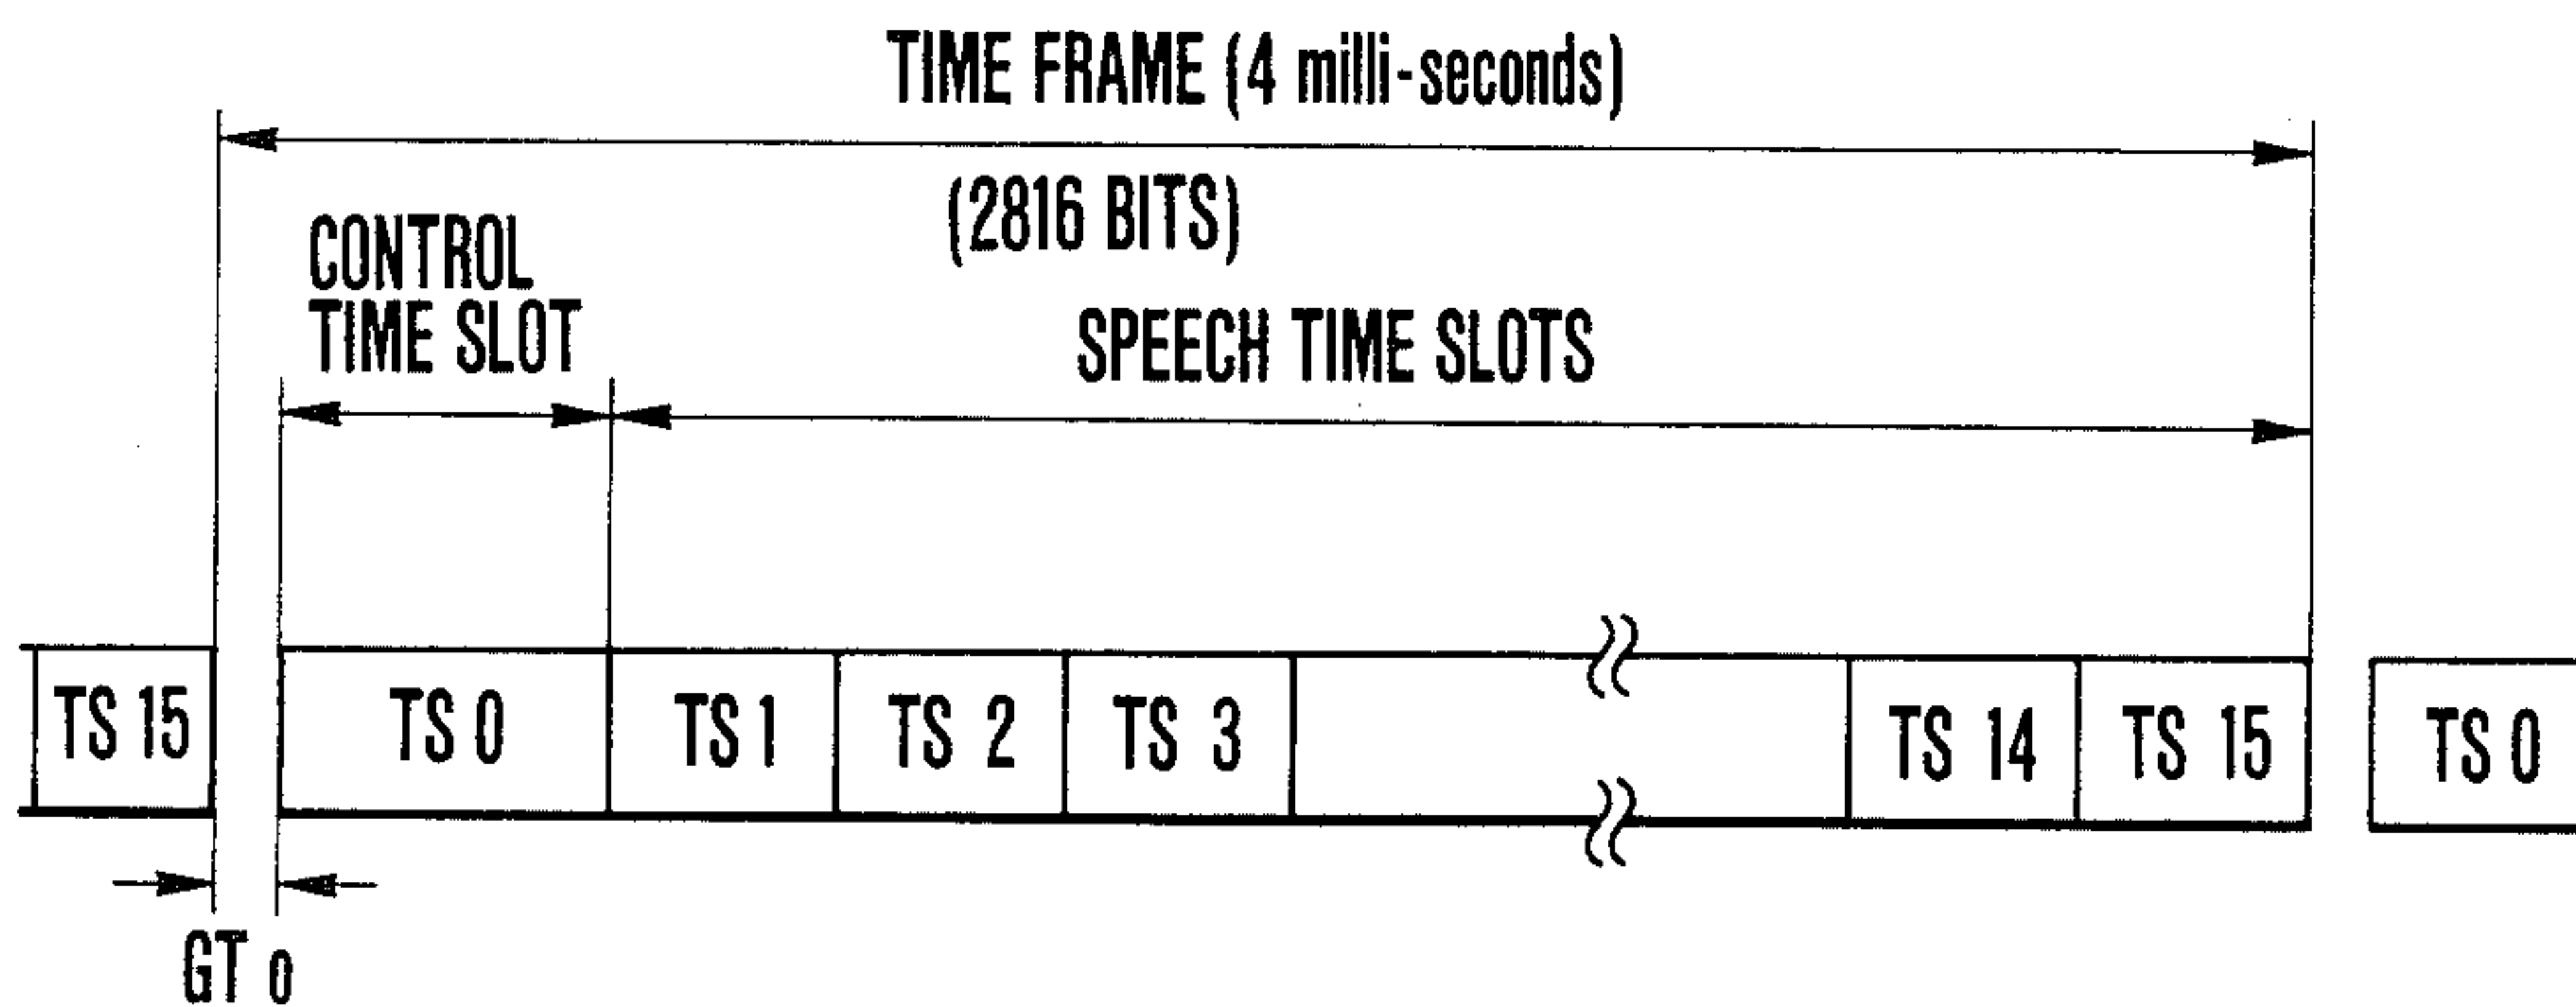 TIME FRAME (4 milli-seconds)
(2816 BITS)
CONTROL
TIME SLOT
SPEECH TIME SLOTS
TS 15
TS 0
TS 1
TS 2
TS 3
TS 14
TS 15
TS 0
GT 0